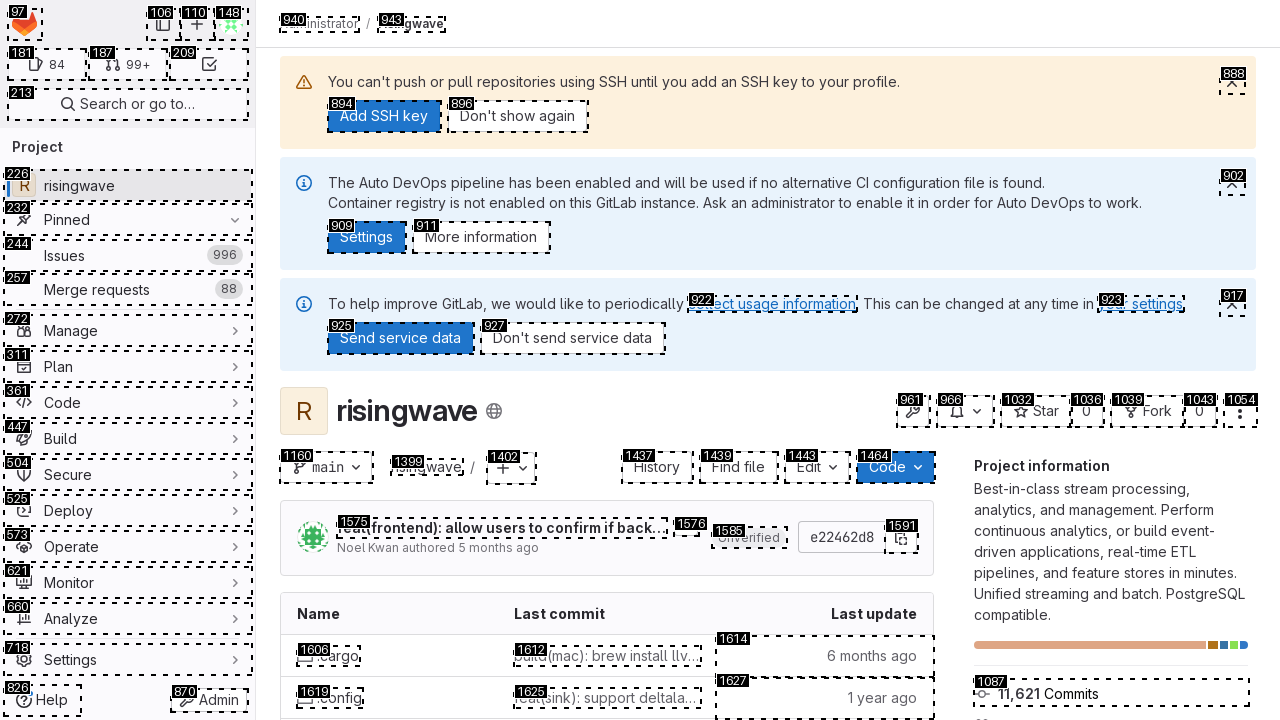 97
106
110
148
181
84
187
99+
209
213
Search or go to…
Project
226
R
risingwave
232
Pinned
244
Issues
996
257
Merge requests
88
272
Manage
311
Plan
361
Code
447
Build
504
Secure
525
Deploy
573
Operate
621
Monitor
660
Analyze
718
Settings
826
Help
870
Admin
940
/
943
888
You can't push or pull repositories using SSH until you add an SSH key to your profile.
894
Add SSH key
896
Don't show again
902
The Auto DevOps pipeline has been enabled and will be used if no alternative CI configuration file is found.
Container registry is not enabled on this GitLab instance. Ask an administrator to enable it in order for Auto DevOps to work.
909
Settings
911
More information
917
To help improve GitLab, we would like to periodically collect usage information. This can be changed at any time in your settings.
922
923
925
Send service data
927
Don't send service data
R
risingwave
961
966
1032
Star
1036
0
1039
Fork
1043
0
1054
1160
main
1399
risingwave
/
1402
1437
History
1439
Find file
1443
Edit
1464
Code
1575
feat(frontend): allow users to confirm if back…
1576
Noel Kwan authored 5 months ago
1585
Unverified
e22462d8
1591
Name
Last commit
Last update
1606
.cargo
1612
build(mac): brew install llv…
1614
6 months ago
1619
.config
1625
feat(sink): support deltala…
1627
1 year ago
Project information
Best-in-class stream processing,
analytics, and management. Perform
continuous analytics, or build event-
driven applications, real-time ETL
pipelines, and feature stores in minutes.
Unified streaming and batch. PostgreSQL
compatible.
1087
11,621 Commits